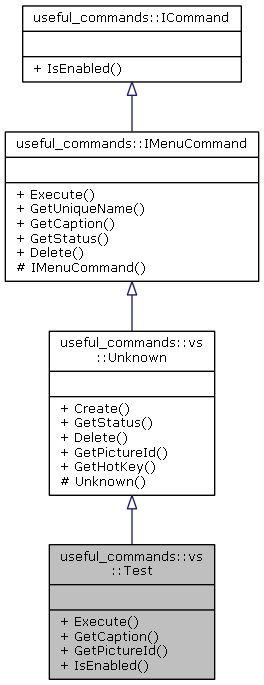 useful_commands::ICommand
+ IsEnabled()
useful_commands::IMenuCommand
+ Execute()
+ GetUniqueName()
+ GetCaption()
+ GetStatus()
+ Delete()
# IMenuCommand()
useful_commands::vs
::Unknown
+ Create()
+ GetStatus()
+ Delete()
+ GetPictureId()
+ GetHotKey()
# Unknown()
useful_commands::vs
::Test
+ Execute()
+ GetCaption()
+ GetPictureId()
+ IsEnabled()